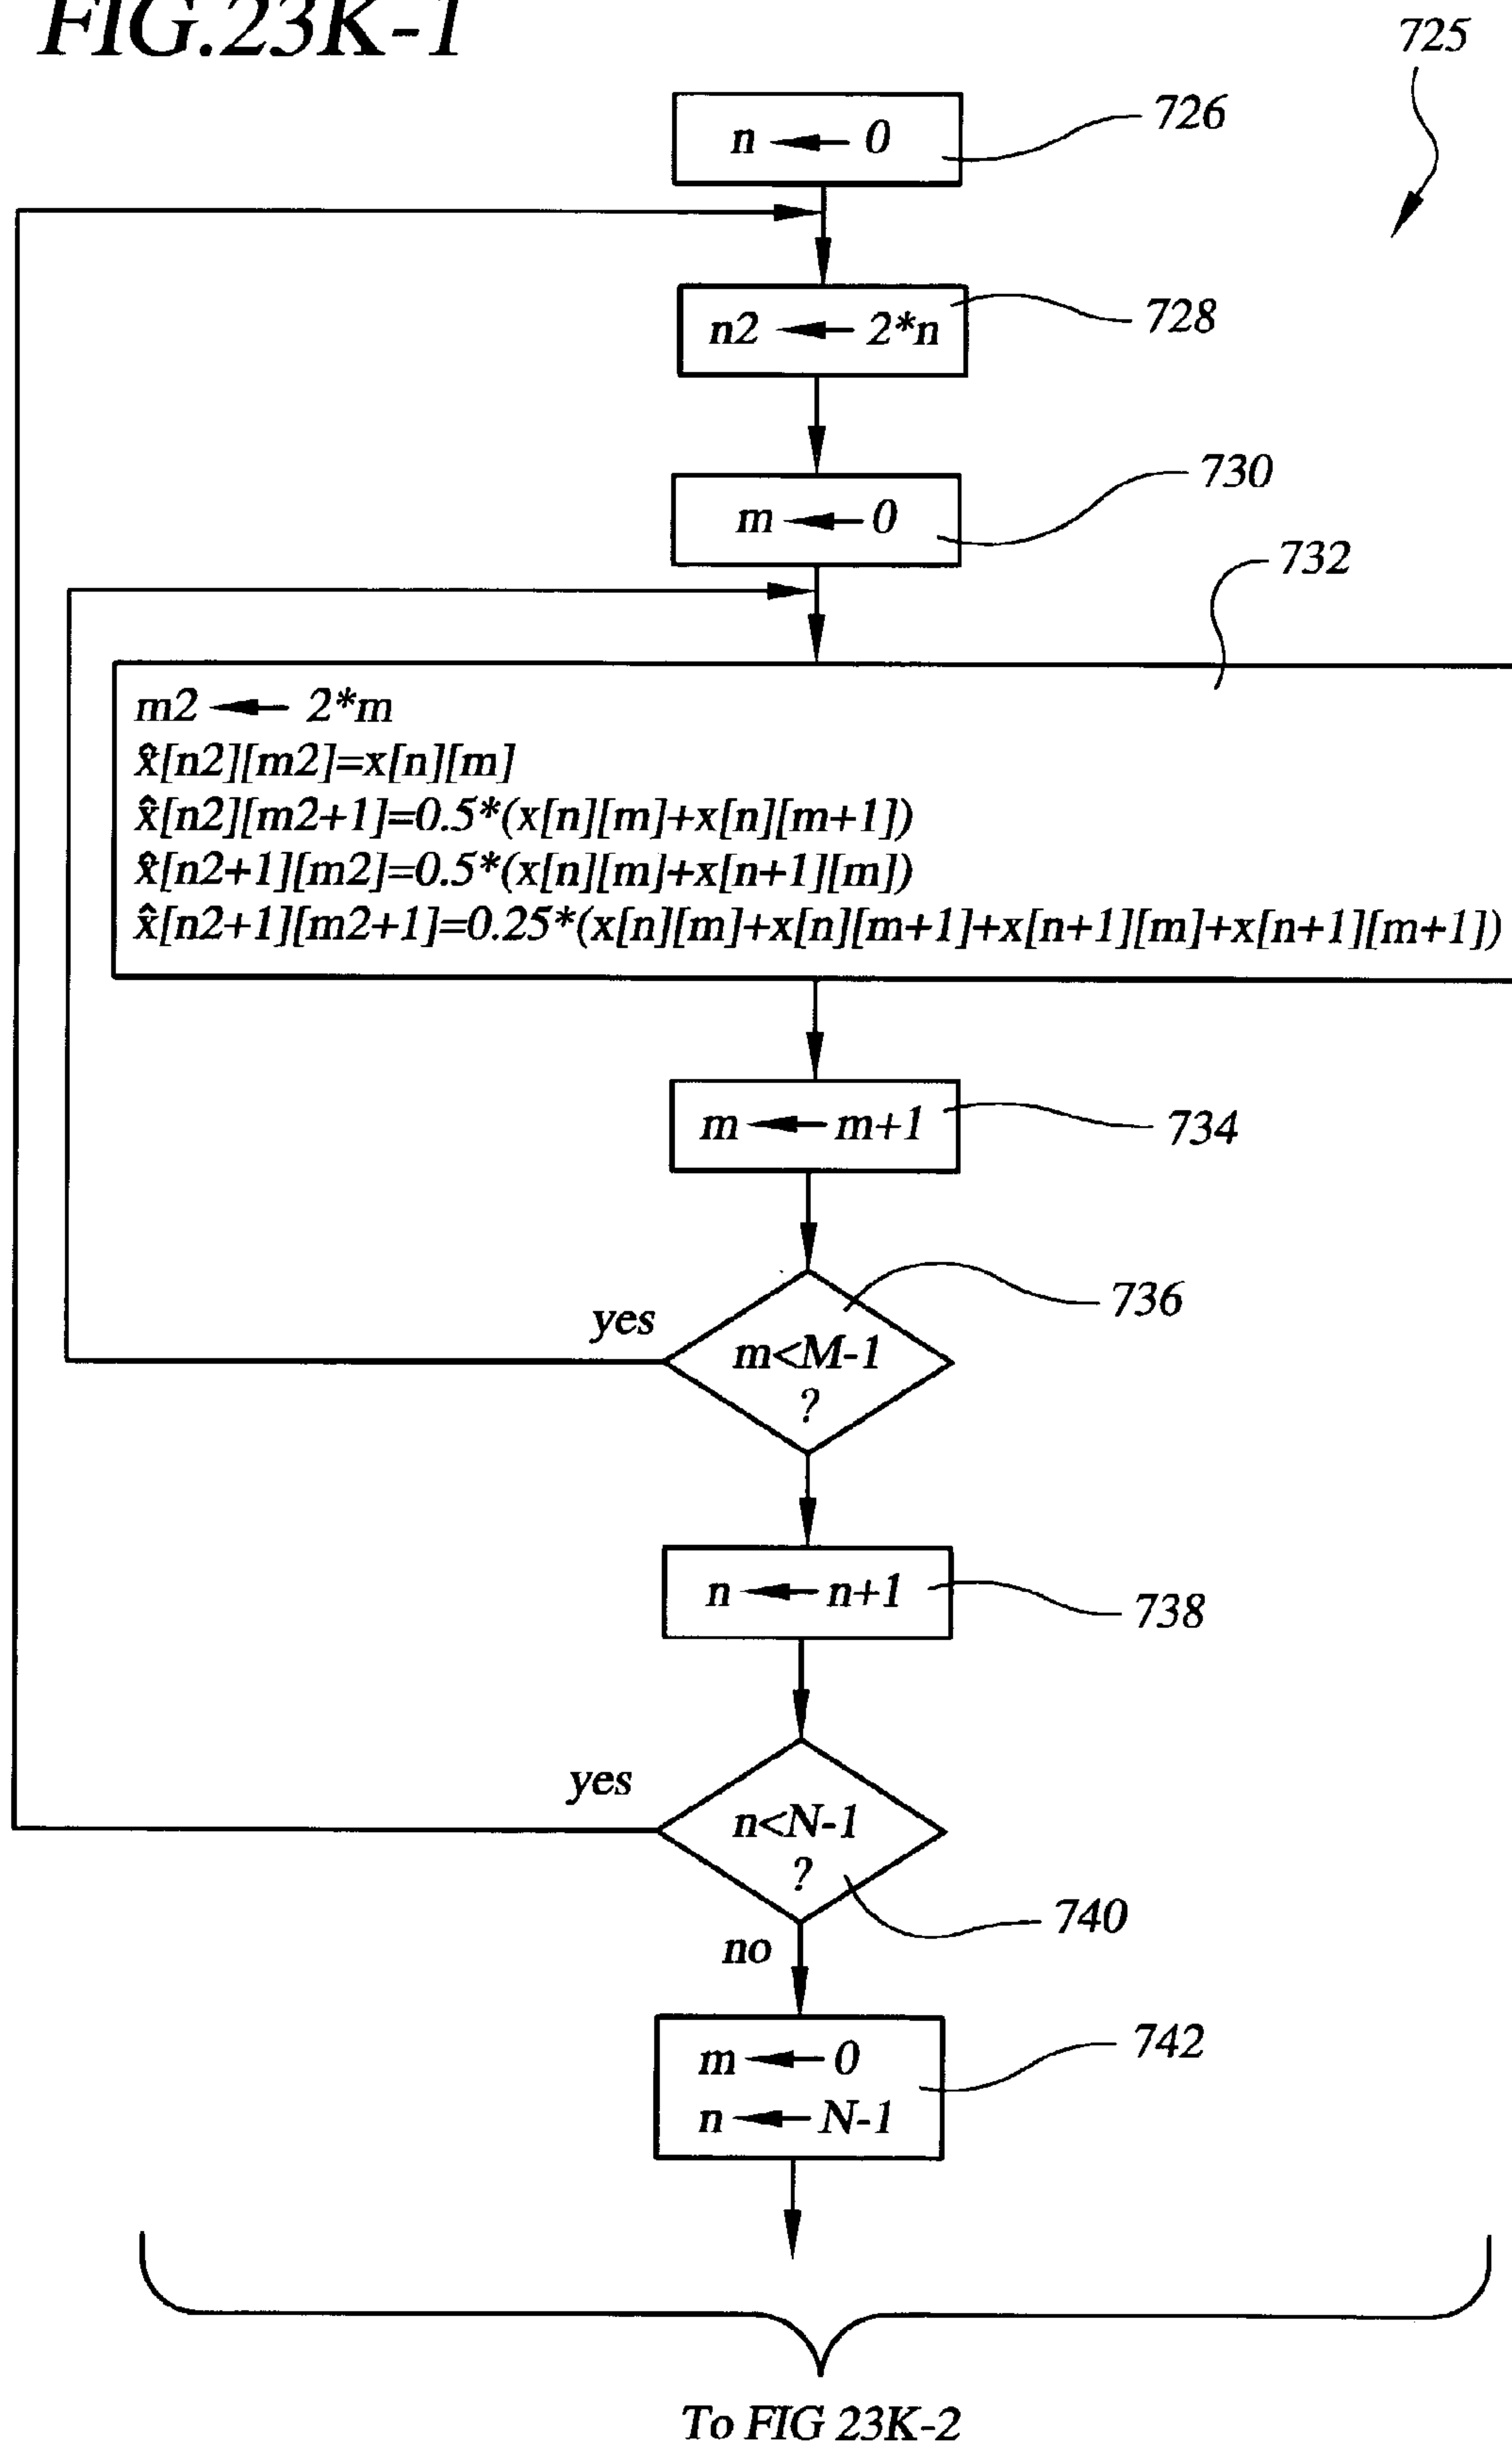 FIG.23K-1
725
n ← 0
726
n2 ← 2*n
728
m ← 0
730
732
m2 ← 2*m
x̂[n2][m2]=x[n][m]
x̂[n2][m2+1]=0.5*(x[n][m]+x[n][m+1])
x̂[n2+1][m2]=0.5*(x[n][m]+x[n+1][m])
x̂[n2+1][m2+1]=0.25*(x[n][m]+x[n][m+1]+x[n+1][m]+x[n+1][m+1])
m ← m+1
734
736
yes
m<M-1
?
n ← n+1
738
yes
n<N-1
?
740
no
m ← 0
n ← N-1
742
To FIG 23K-2